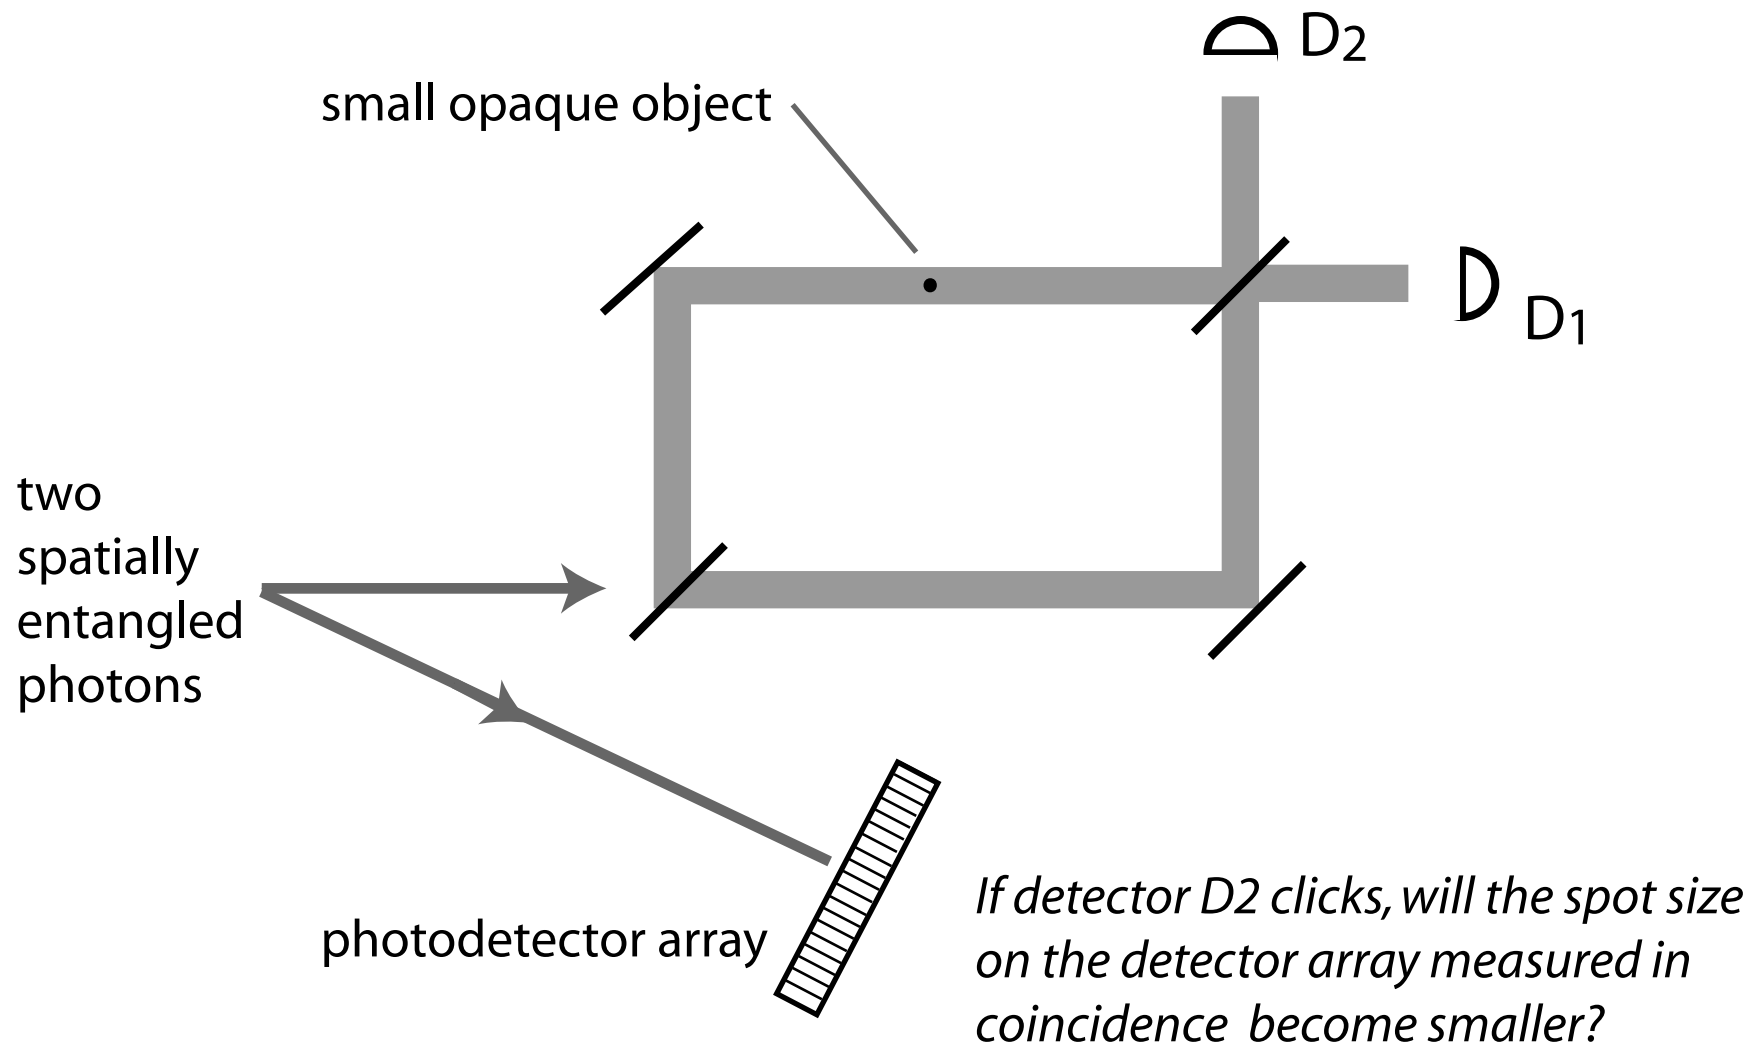 D2
small opaque object
D1
two
spatially
entangled
photons
photodetector array
If detector D2 clicks, will the spot size
on the detector array measured in
coincidence become smaller?